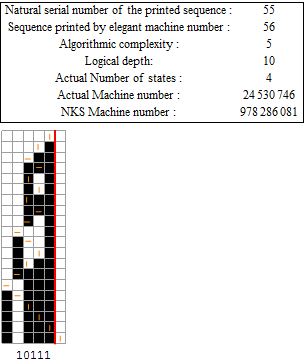 Natural serial number of the printed sequence : 55
Sequence printed by elegant machine number : 56
Algorithmic complexity : 5
Logical depth: 10
Actual Number of states : 4
Actual Machine number : 24 530 746
NKS Machine number : 978 286 081
10111